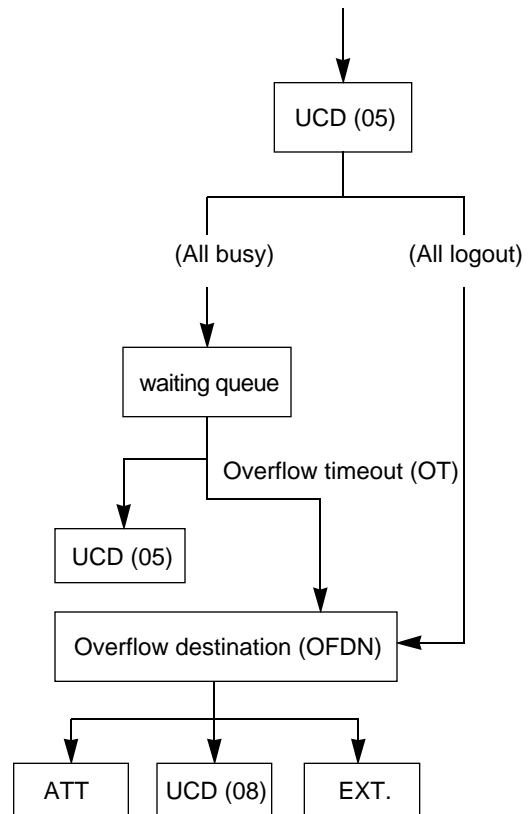 UCD (05)
(All busy)
(All logout)
waiting queue
Overflow timeout (OT)
UCD (05)
Overflow destination (OFDN)
ATT
UCD (08)
EXT.